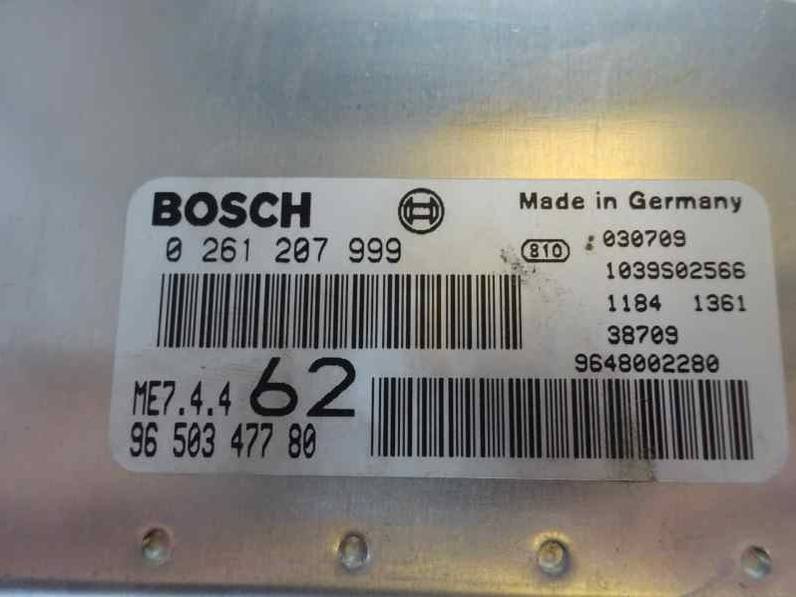 BOSCH
Made in Germany
0 261 207 999
810
030709
1039S02566
1184 1361
38709
9648002280
ME7.4.4 62
96 503 477 80